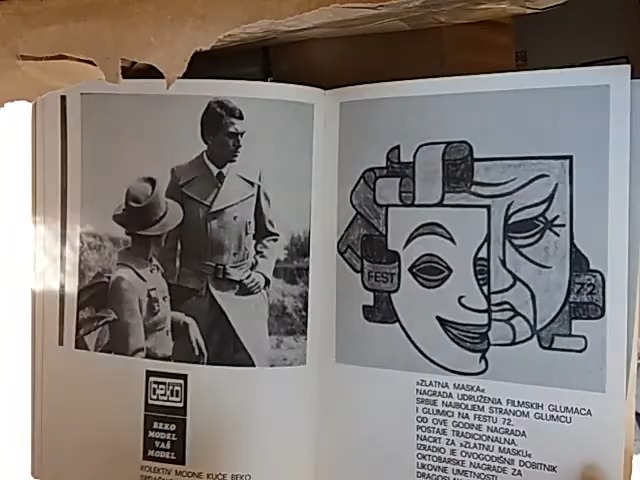 beko
BEKO
MODEL
VAŠ
MODEL
KOLEKTIV MODNE KUĆE BEKO
FEST
72
»ZLATNA MASKA«
NAGRADA UDRUŽENJA FILMSKIH GLUMACA
SRBIJE NAJBOLJEM STRANOM GLUMCU
I GLUMICI NA FESTU 72.
OD OVE GODINE NAGRADA
POSTAJE TRADICIONALNA.
NACRT ZA »ZLATNU MASKU«
IZRADIO JE OVOGODIŠNJI DOBITNIK
OKTOBARSKE NAGRADE ZA
LIKOVNE UMETNOSTI